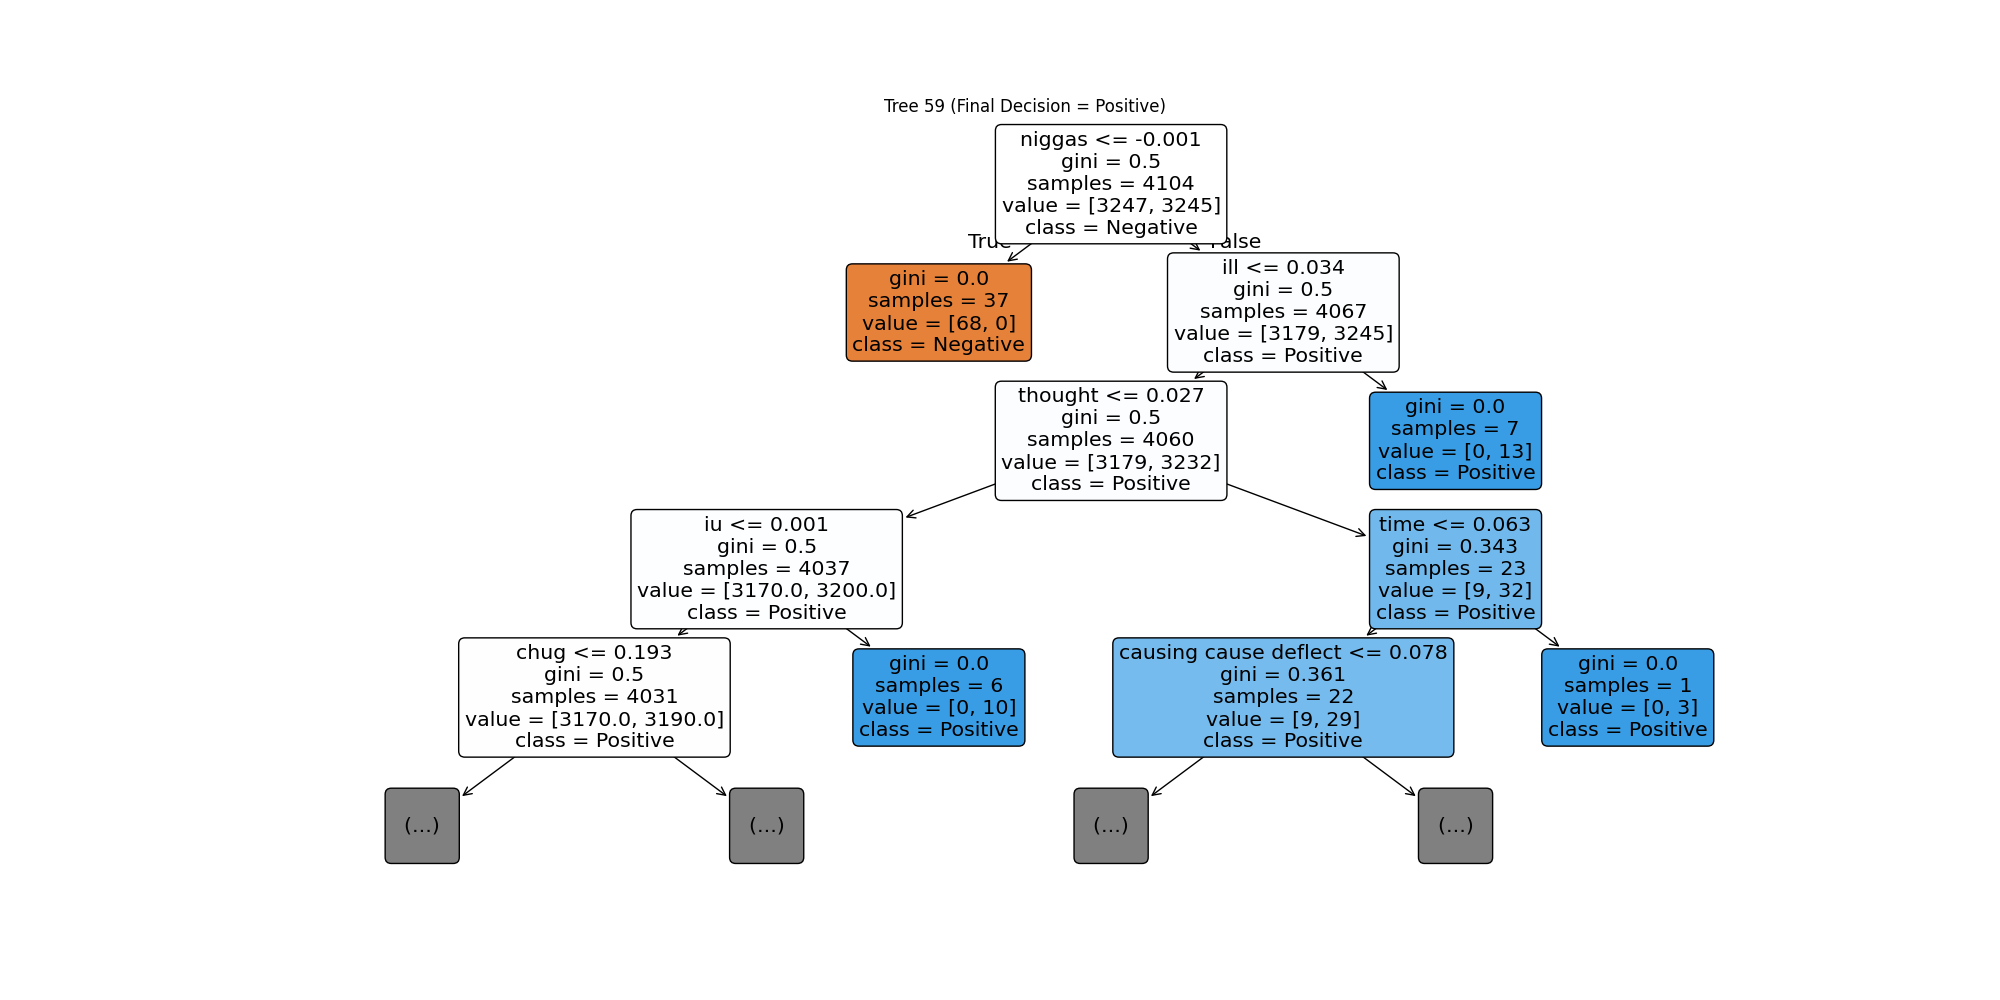 Tree 59 (Final Decision = Positive)
niggas <= -0.001
gini = 0.5
samples = 4104
value = [3247, 3245]
class = Negative
True
False
gini = 0.0
samples = 37
value = [68, 0]
class = Negative
ill <= 0.034
gini = 0.5
samples = 4067
value = [3179, 3245]
class = Positive
thought <= 0.027
gini = 0.5
samples = 4060
value = [3179, 3232]
class = Positive
gini = 0.0
samples = 7
value = [0, 13]
class = Positive
iu <= 0.001
gini = 0.5
samples = 4037
value = [3170.0, 3200.0]
class = Positive
time <= 0.063
gini = 0.343
samples = 23
value = [9, 32]
class = Positive
chug <= 0.193
gini = 0.5
samples = 4031
value = [3170.0, 3190.0]
class = Positive
gini = 0.0
samples = 6
value = [0, 10]
class = Positive
causing cause deflect <= 0.078
gini = 0.361
samples = 22
value = [9, 29]
class = Positive
gini = 0.0
samples = 1
value = [0, 3]
class = Positive
(...)
(...)
(...)
(...)